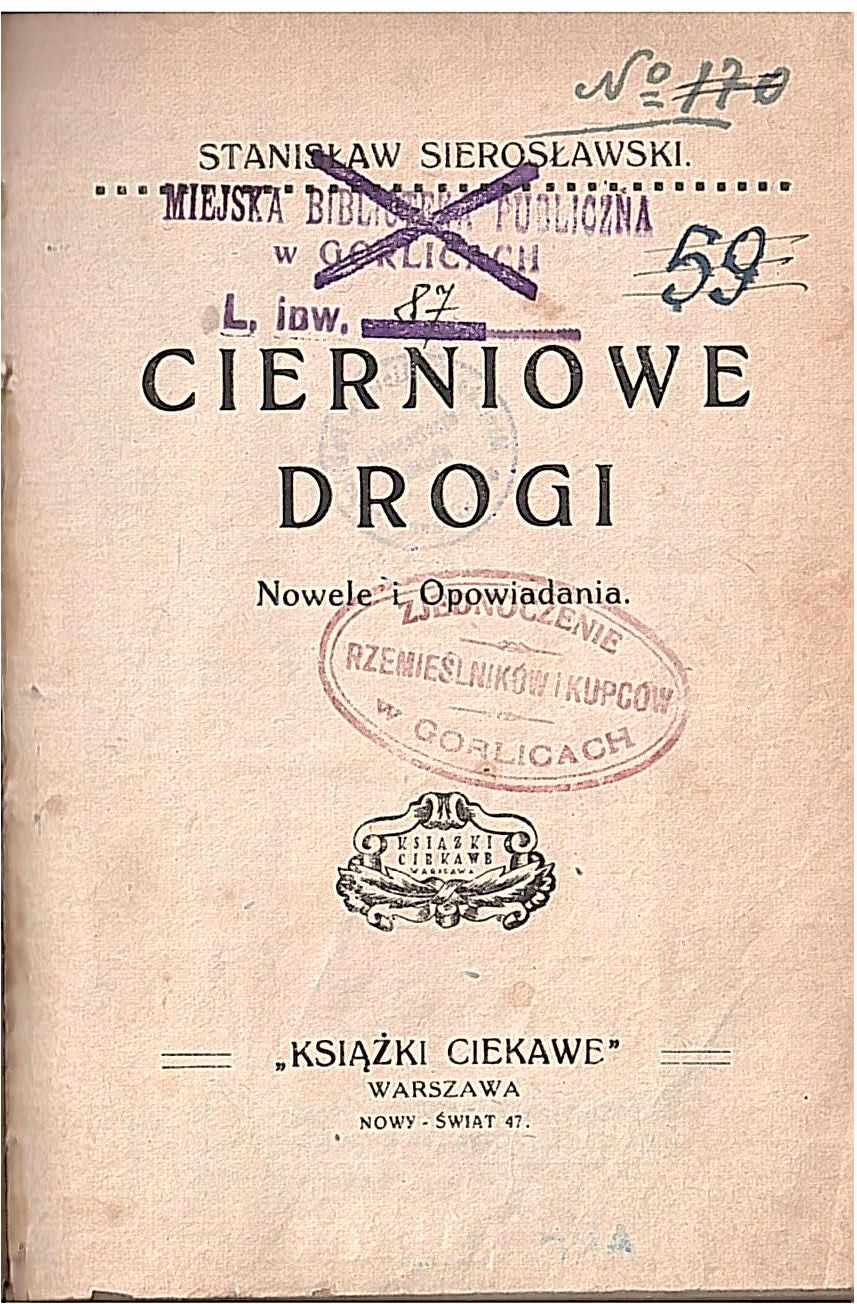 № 170
STANISŁAW SIEROSŁAWSKI.
MIEJSKA BIBLIOTEKA PUBLICZNA
w GORLICACH
59
L. inw. 87
CIERNIOWE
DROGI
Nowele i Opowiadania.
ZJEDNOCZENIE
RZEMIEŚLNIKÓW i KUPCÓW
w GORLICACH
KSIĄŻKI
CIEKAWE
WARSZAWA
„KSIĄŻKI CIEKAWE”
WARSZAWA
NOWY - ŚWIAT 47.